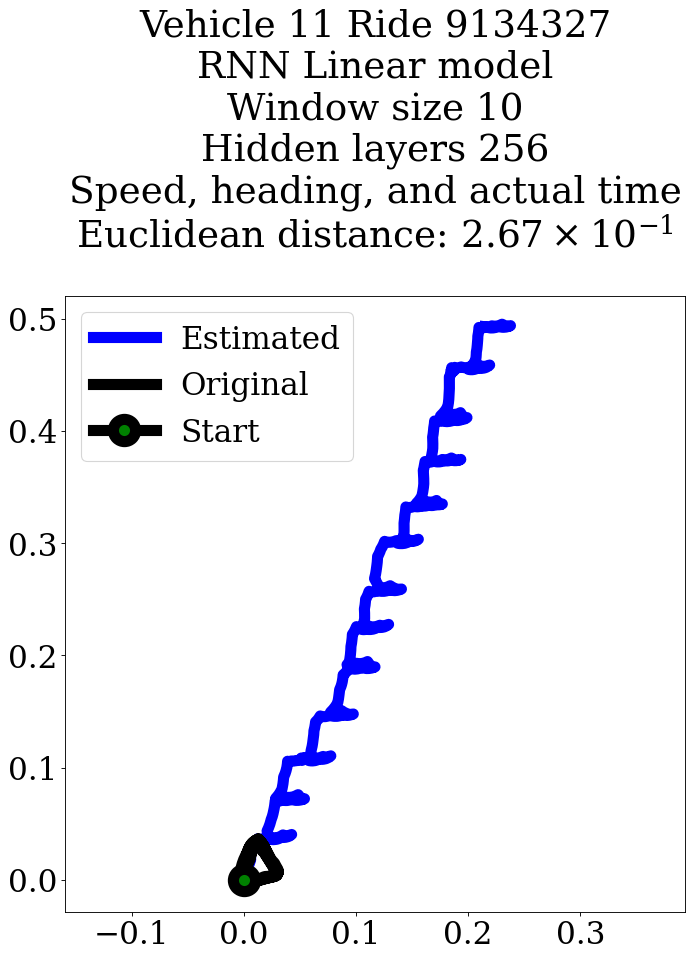 Vehicle 11 Ride 9134327
RNN Linear model
Window size 10
Hidden layers 256
Speed, heading, and actual time
Euclidean distance: 2.67 × 10⁻¹
Estimated
Original
Start
0.5
0.4
0.3
0.2
0.1
0.0
−0.1 0.0 0.1 0.2 0.3